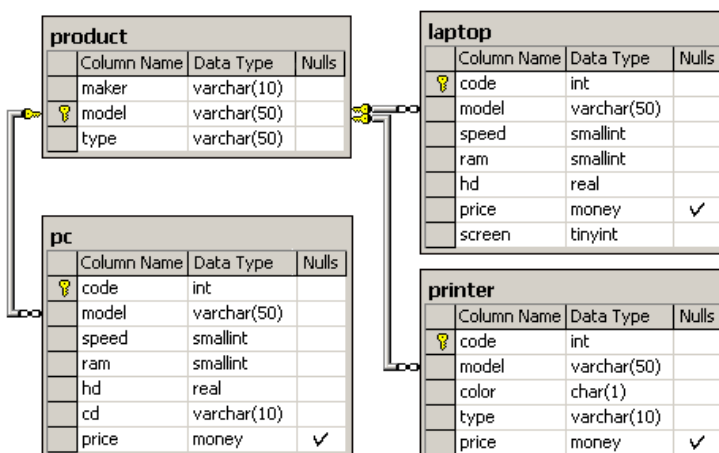 product
Column Name Data Type Nulls
maker varchar(10)
model varchar(50)
type varchar(50)
pc
Column Name Data Type Nulls
code int
model varchar(50)
speed smallint
ram smallint
hd real
cd varchar(10)
price money ✓
laptop
Column Name Data Type Nulls
code int
model varchar(50)
speed smallint
ram smallint
hd real
price money ✓
screen tinyint
printer
Column Name Data Type Nulls
code int
model varchar(50)
color char(1)
type varchar(10)
price money ✓